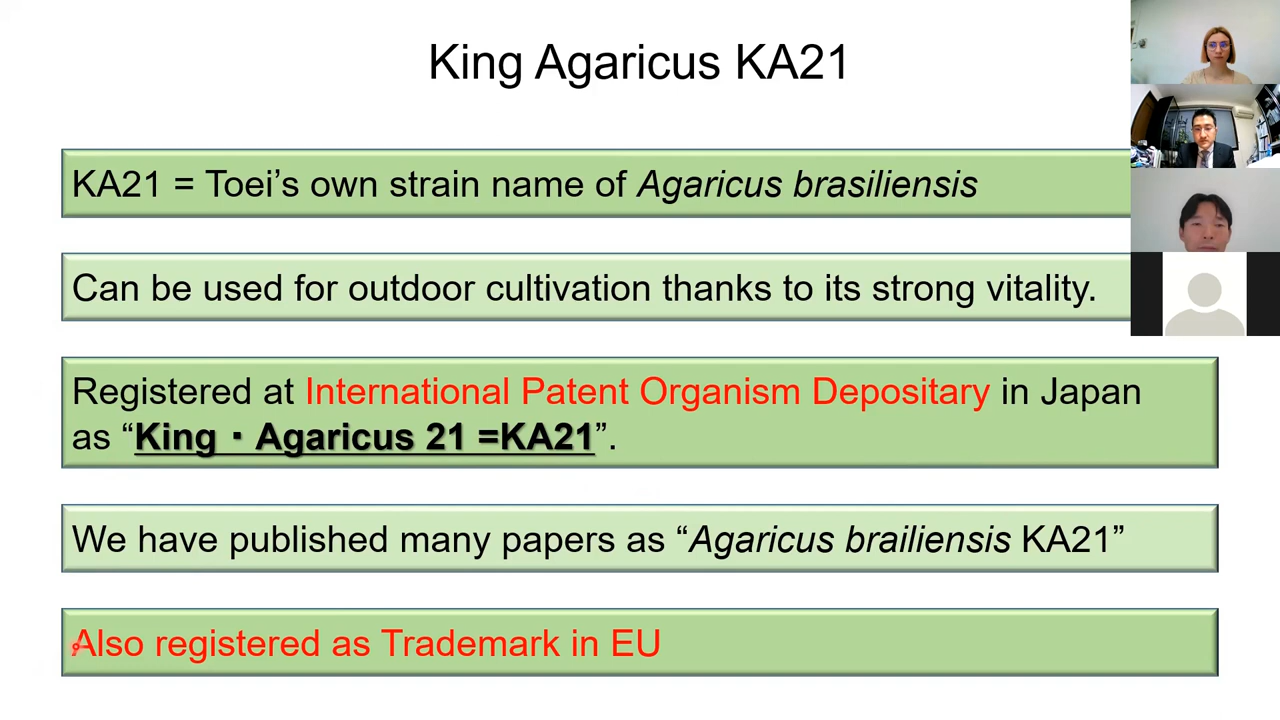 King Agaricus KA21
KA21 = Toei’s own strain name of Agaricus brasiliensis
Can be used for outdoor cultivation thanks to its strong vitality.
Registered at International Patent Organism Depositary in Japan
as “King・Agaricus 21 =KA21”.
We have published many papers as “Agaricus brailiensis KA21”
Also registered as Trademark in EU